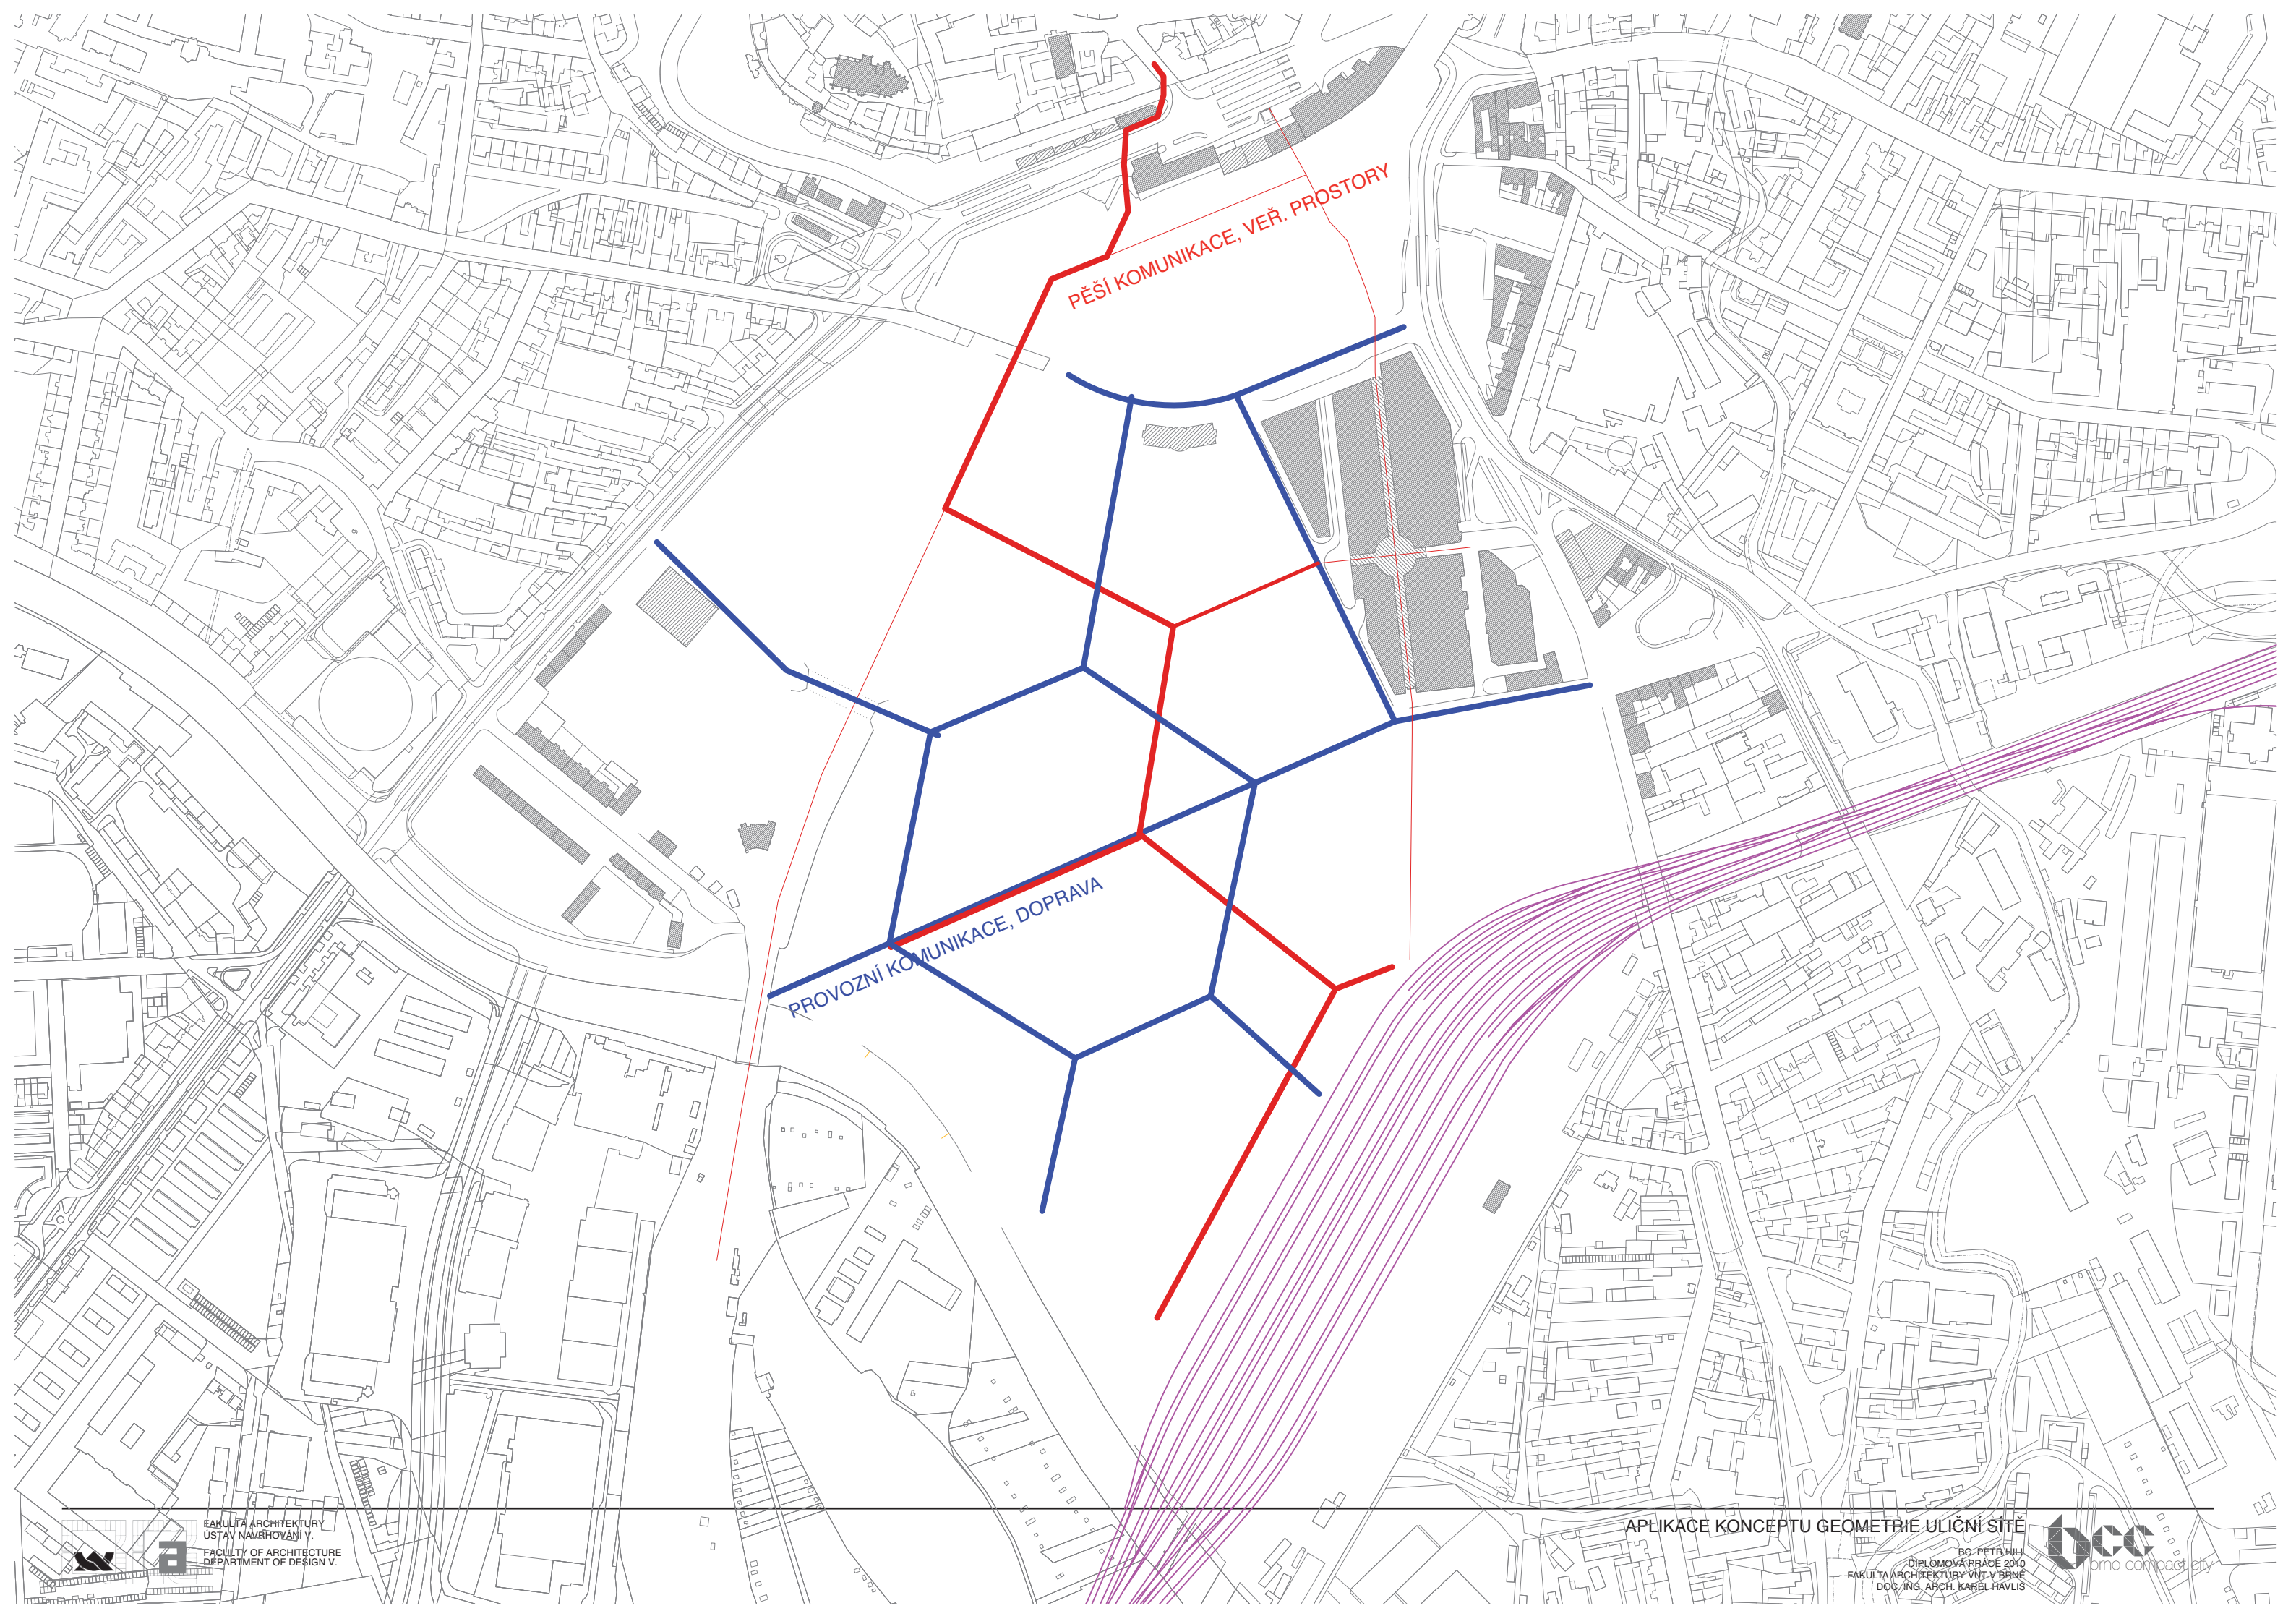 PĚŠÍ KOMUNIKACE, VEŘ. PROSTORY
PROVOZNÍ KOMUNIKACE, DOPRAVA
FAKULTA ARCHITEKTURY
ÚSTAV NAVRHOVÁNÍ V.
FACULTY OF ARCHITECTURE
DEPARTMENT OF DESIGN V.
a
APLIKACE KONCEPTU GEOMETRIE ULIČNÍ SÍTĚ
BC. PETR HILL
DIPLOMOVÁ PRÁCE 2010
FAKULTA ARCHITEKTURY VUT V BRNĚ
DOC. ING. ARCH. KAREL HAVLIŠ
bcc
brno compact city